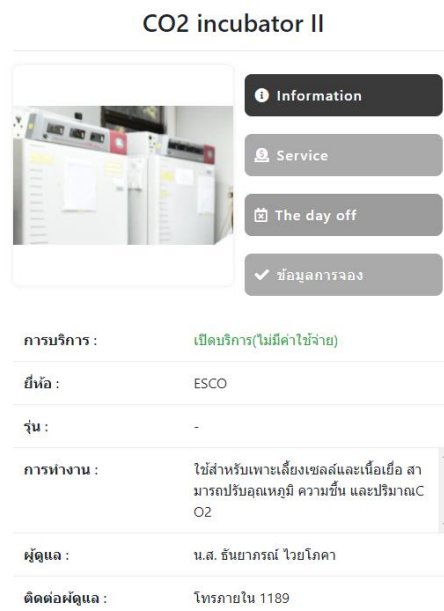 CO2 incubator II
Information
Service
The day off
ข้อมูลการจอง
การบริการ : เปิดบริการ(ไม่มีค่าใช้จ่าย)
ยี่ห้อ : ESCO
รุ่น : -
การทำงาน : ใช้สำหรับเพาะเลี้ยงเซลล์และเนื้อเยื่อ สา
มารถปรับอุณหภูมิ ความชื้น และปริมาณC
O2
ผู้ดูแล : น.ส. ธันยาภรณ์ ไวยโภคา
ติดต่อผู้ดูแล : โทรภายใน 1189